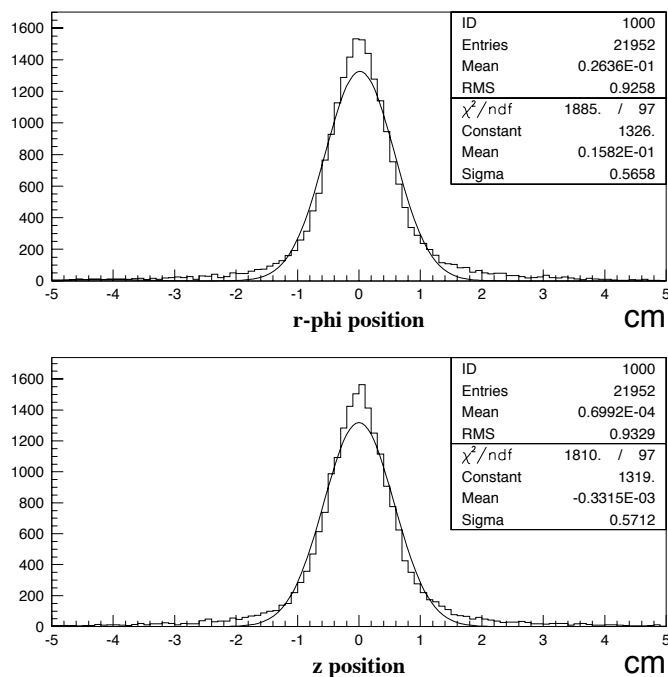 ID 1000
Entries 21952
Mean 0.2636E-01
RMS 0.9258
χ²/ndf 1885. / 97
Constant 1326.
Mean 0.1582E-01
Sigma 0.5658
1600
1400
1200
1000
800
600
400
200
0
-5 -4 -3 -2 -1 0 1 2 3 4 5
r-phi position cm
ID 1000
Entries 21952
Mean 0.6992E-04
RMS 0.9329
χ²/ndf 1810. / 97
Constant 1319.
Mean -0.3315E-03
Sigma 0.5712
1600
1400
1200
1000
800
600
400
200
0
-5 -4 -3 -2 -1 0 1 2 3 4 5
z position cm